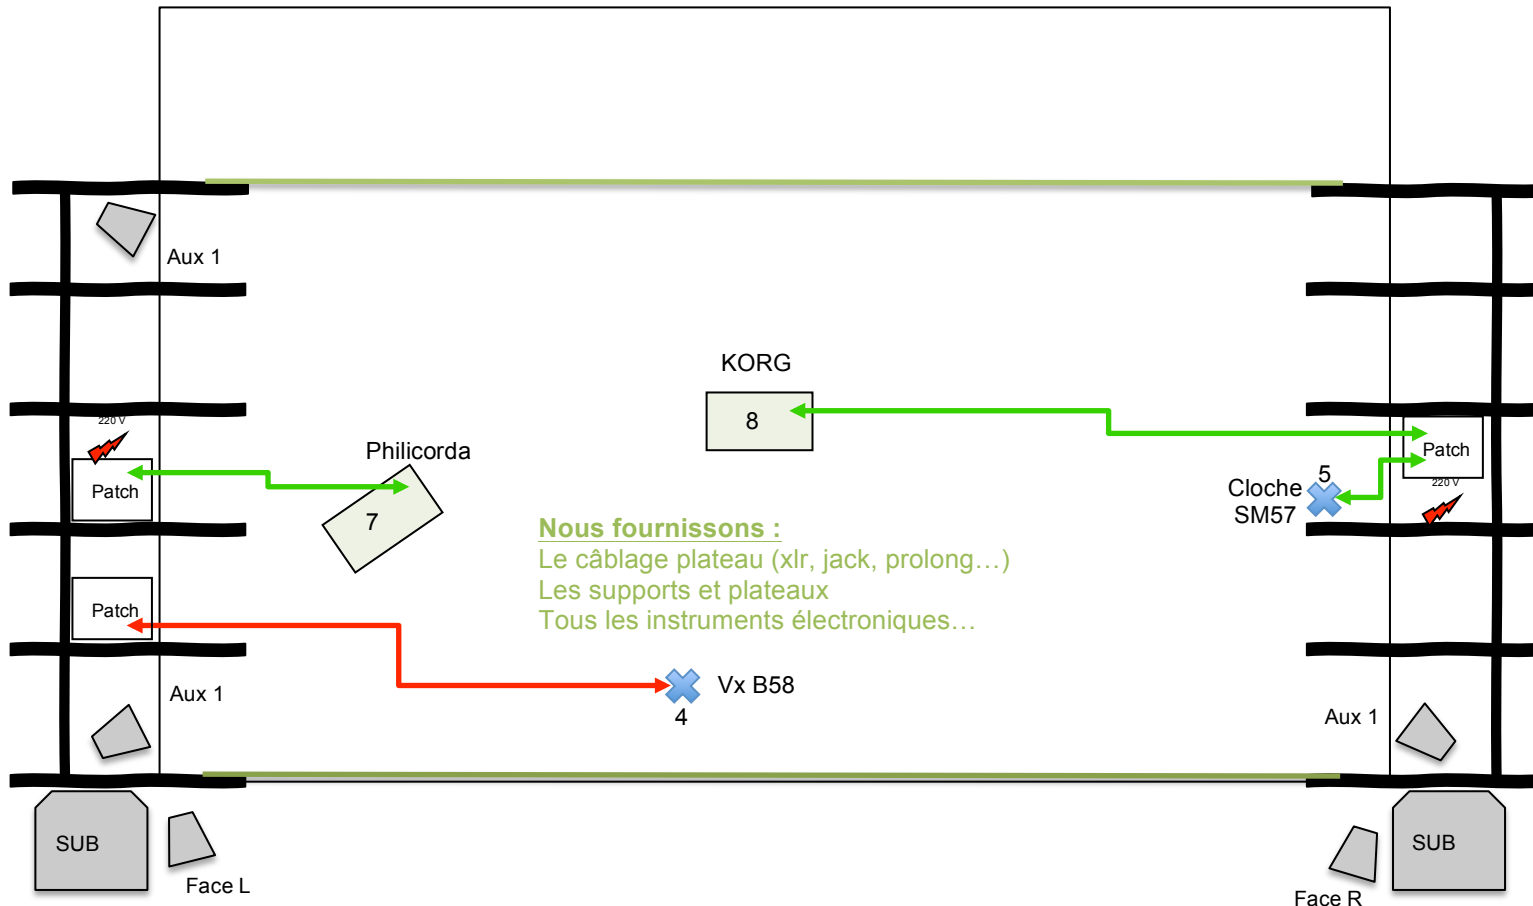 Aux 1
KORG
8
220 V
Patch
Philicorda
7
Patch
220 V
5
Cloche
SM57
Nous fournissons :
Le câblage plateau (xlr, jack, prolong…)
Les supports et plateaux
Tous les instruments électroniques…
Patch
Aux 1
Vx B58
4
Aux 1
SUB
Face L
SUB
Face R